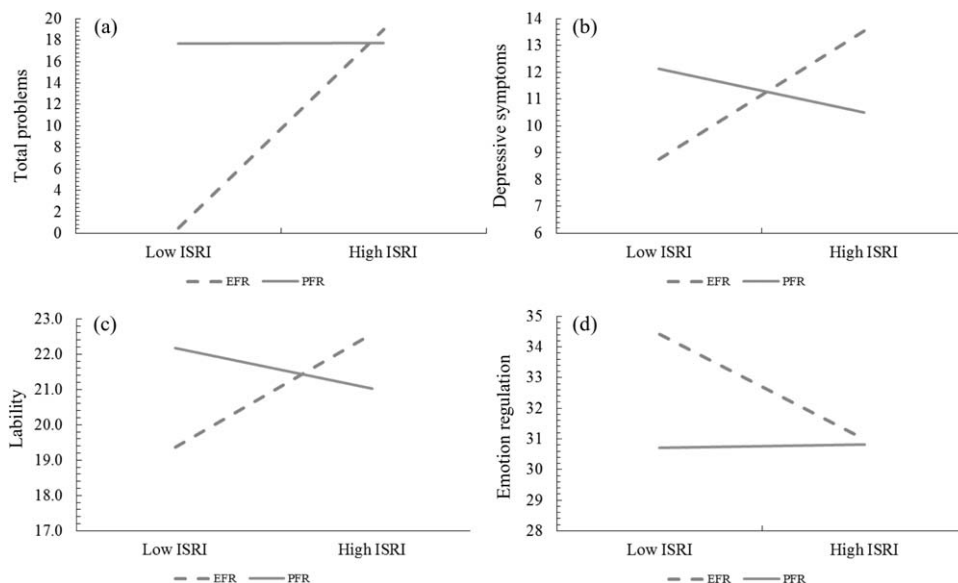 (a)
Total problems
20
18
16
14
12
10
8
6
4
2
0
Low ISRI High ISRI
EFR PFR
(b)
Depressive symptoms
14
13
12
11
10
9
8
7
6
Low ISRI High ISRI
EFR PFR
(c)
Lability
23.0
22.0
21.0
20.0
19.0
18.0
17.0
Low ISRI High ISRI
EFR PFR
(d)
Emotion regulation
35
34
33
32
31
30
29
28
Low ISRI High ISRI
EFR PFR